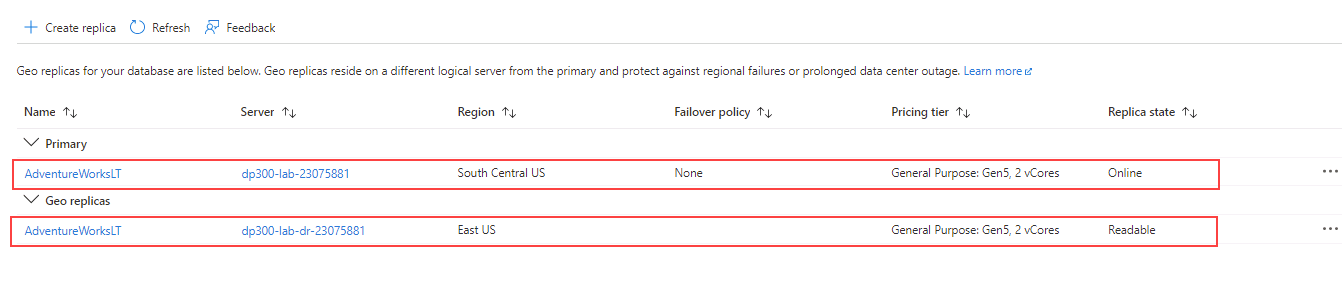 Create replica Refresh Feedback
Geo replicas for your database are listed below. Geo replicas reside on a different logical server from the primary and protect against regional failures or prolonged data center outage. Learn more
Name Server Region Failover policy Pricing tier Replica state
Primary
AdventureWorksLT dp300-lab-23075881 South Central US None General Purpose: Gen5, 2 vCores Online
Geo replicas
AdventureWorksLT dp300-lab-dr-23075881 East US General Purpose: Gen5, 2 vCores Readable